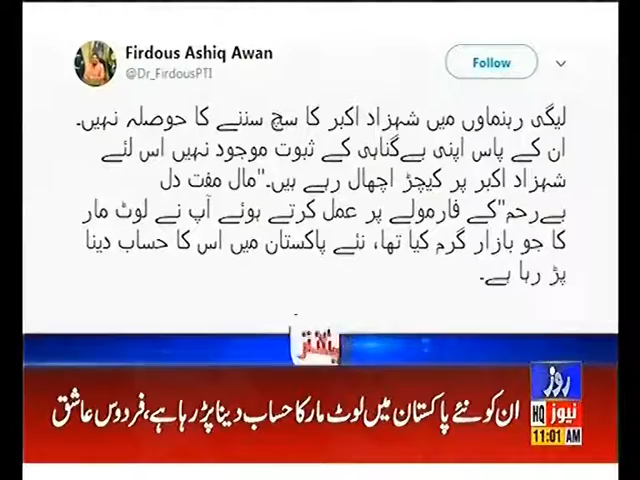 Firdous Ashiq Awan
@Dr_FirdousPTI
Follow
لیگی رہنماوں میں شہزاد اکبر کا سچ سننے کا حوصلہ نہیں۔
ان کے پاس اپنی بےگناہی کے ثبوت موجود نہیں اس لئے
شہزاد اکبر پر کیچڑ اچھال رہے ہیں۔"مال مفت دل
بےرحم"کے فارمولے پر عمل کرتے ہوئے آپ نے لوٹ مار
کا جو بازار گرم کیا تھا، نئے پاکستان میں اس کا حساب دینا
پڑ رہا ہے۔
ان کو نئے پاکستان میں لوٹ مار کا حساب دینا پڑ رہا ہے، فردوس عاشق
روز
نیوز
HQ
11:01 AM